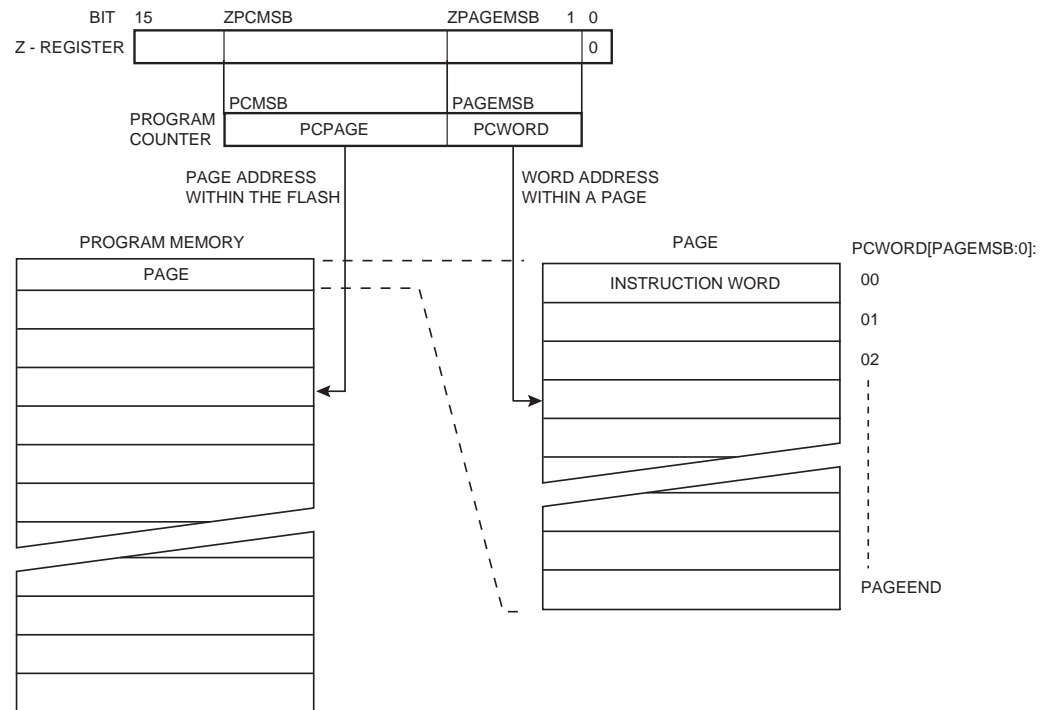 BIT 15 ZPCMSB ZPAGEMSB 1 0
Z - REGISTER 0
PCMSB PAGEMSB
PROGRAM
COUNTER
PCPAGE PCWORD
PAGE ADDRESS
WITHIN THE FLASH
WORD ADDRESS
WITHIN A PAGE
PROGRAM MEMORY
PAGE
PAGE
INSTRUCTION WORD
PCWORD[PAGEMSB:0]:
00
01
02
PAGEEND